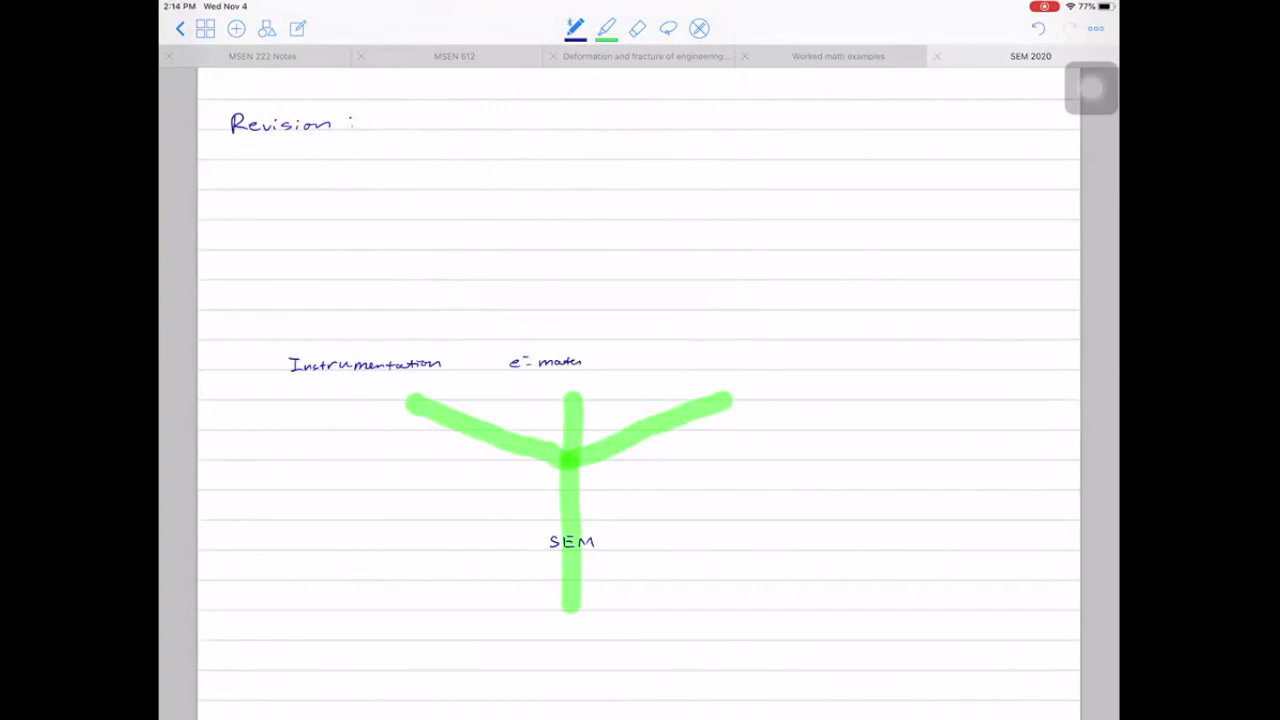 2:14 PM Wed Nov 4
77%
MSEN 222 Notes
MSEN 612
Deformation and fracture of engineering...
Worked math examples
SEM 2020
Revision :
Instrumentation
e⁻ matter
SEM